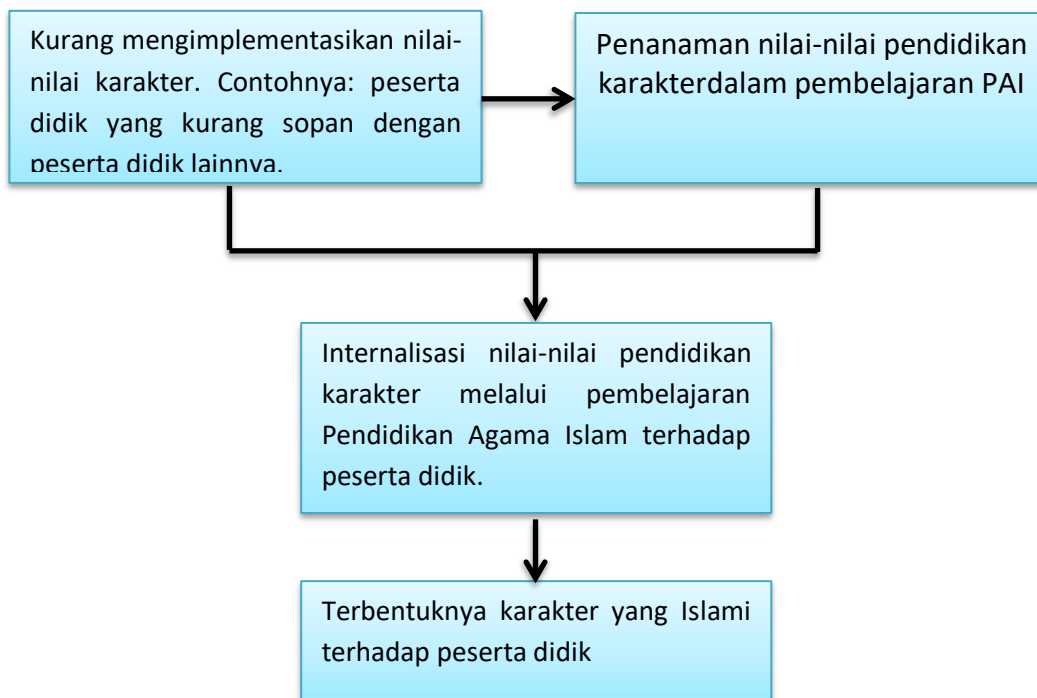 Kurang mengimplementasikan nilai-
nilai karakter. Contohnya: peserta
didik yang kurang sopan dengan
peserta didik lainnya.
Penanaman nilai-nilai pendidikan
karakterdalam pembelajaran PAI
Internalisasi nilai-nilai pendidikan
karakter melalui pembelajaran
Pendidikan Agama Islam terhadap
peserta didik.
Terbentuknya karakter yang Islami
terhadap peserta didik